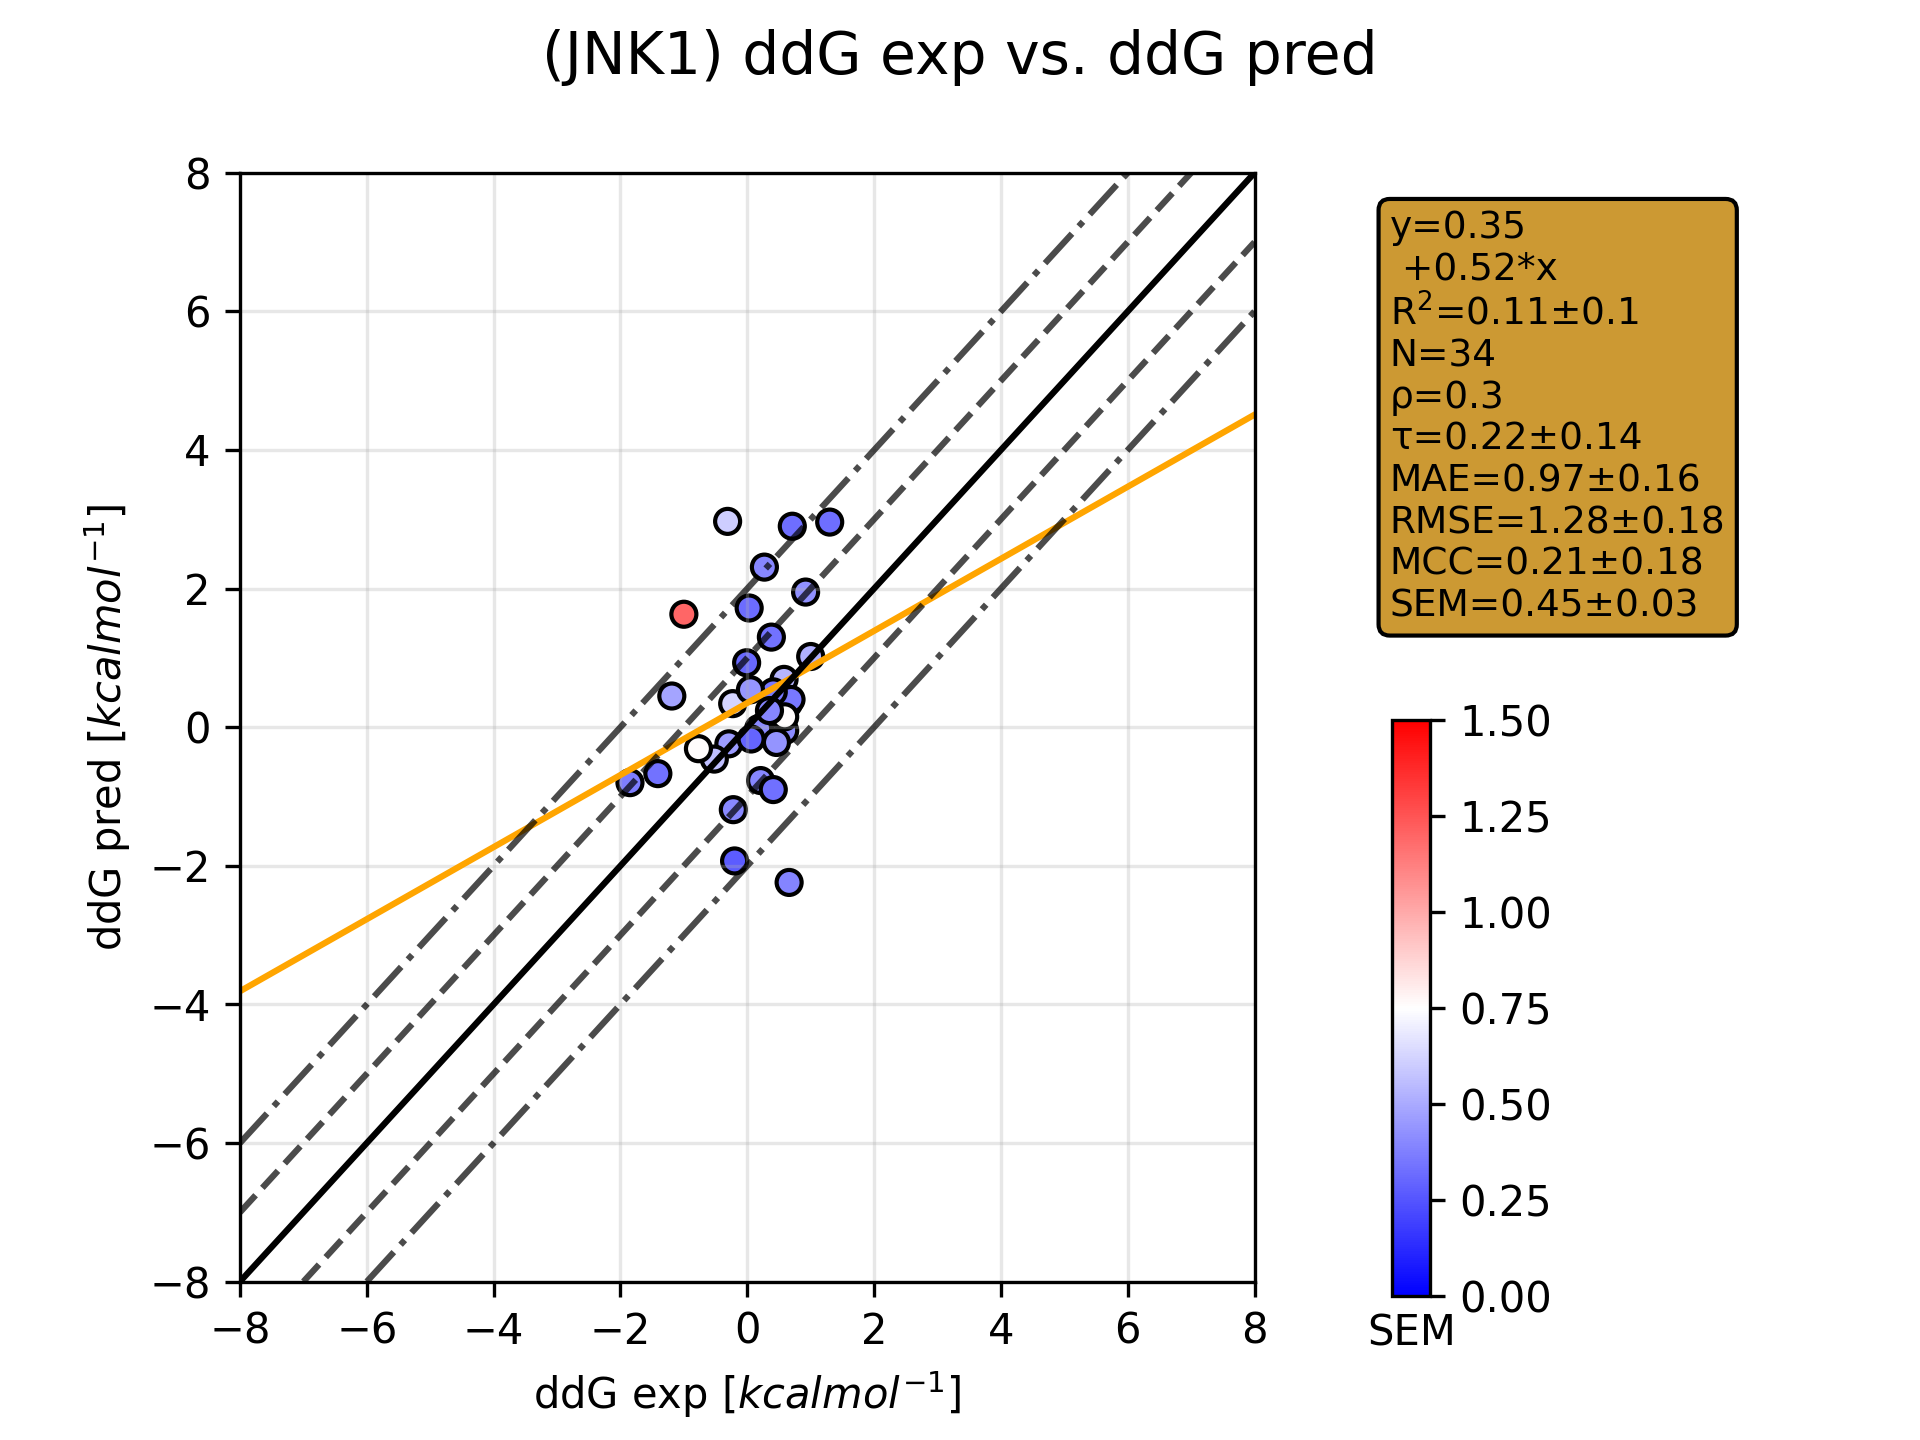 (JNK1) ddG exp vs. ddG pred
8
6
4
2
0
−2
−4
−6
−8
ddG pred [kcalmol⁻¹]
−8 −6 −4 −2 0 2 4 6 8
ddG exp [kcalmol⁻¹]
y=0.35
+0.52*x
R²=0.11±0.1
N=34
ρ=0.3
τ=0.22±0.14
MAE=0.97±0.16
RMSE=1.28±0.18
MCC=0.21±0.18
SEM=0.45±0.03
1.50
1.25
1.00
0.75
0.50
0.25
0.00
SEM